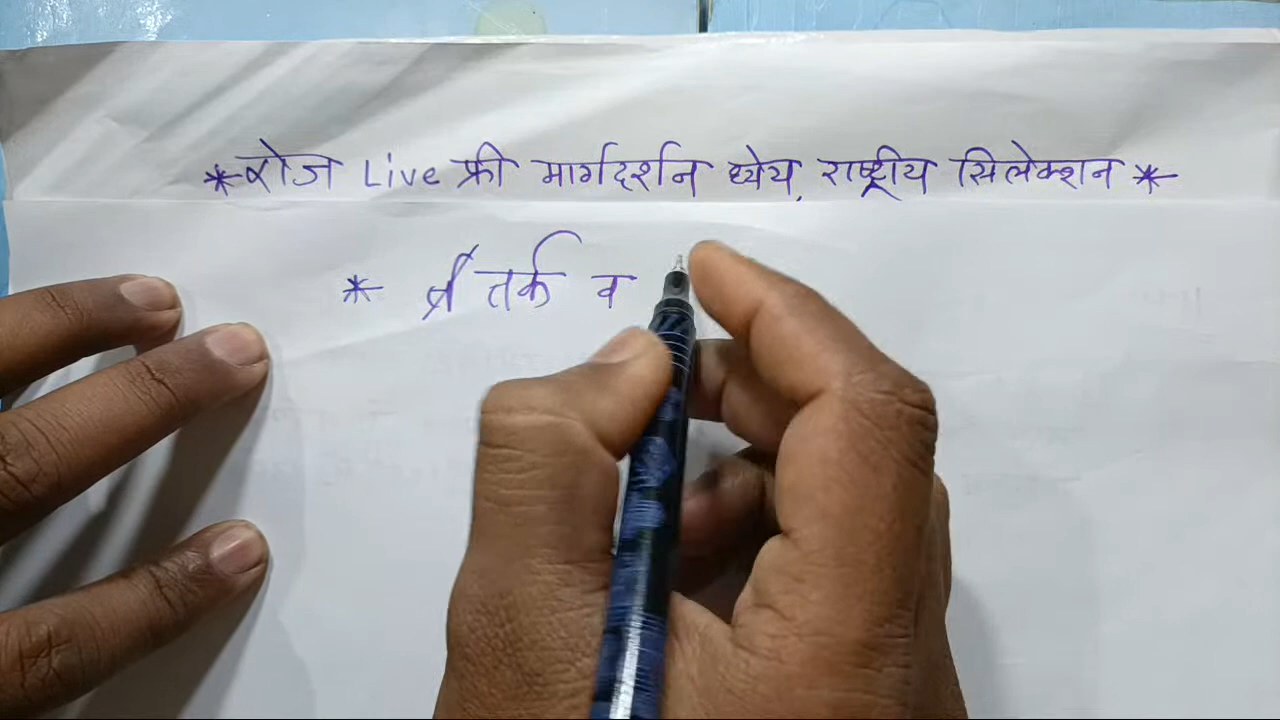 *रोज Live फ्री मार्गदर्शन ध्येय, राष्ट्रीय सिलेक्शन *
* तर्क व